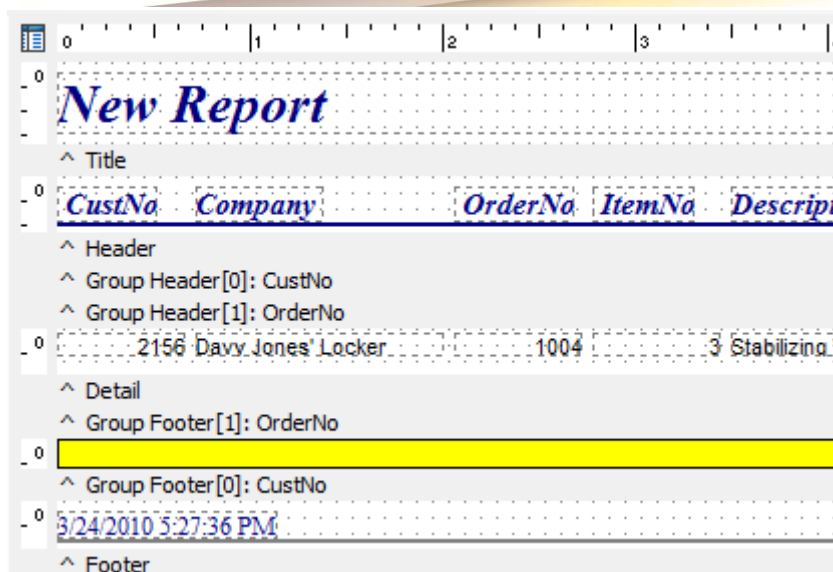 0 1 2 3
0
New Report
^ Title
0
CustNo Company OrderNo ItemNo Descrip
^ Header
^ Group Header[0]: CustNo
^ Group Header[1]: OrderNo
0
2156 Davy Jones' Locker 1004 3 Stabilizing
^ Detail
^ Group Footer[1]: OrderNo
0
^ Group Footer[0]: CustNo
0
3/24/2010 5:27:36 PM
^ Footer